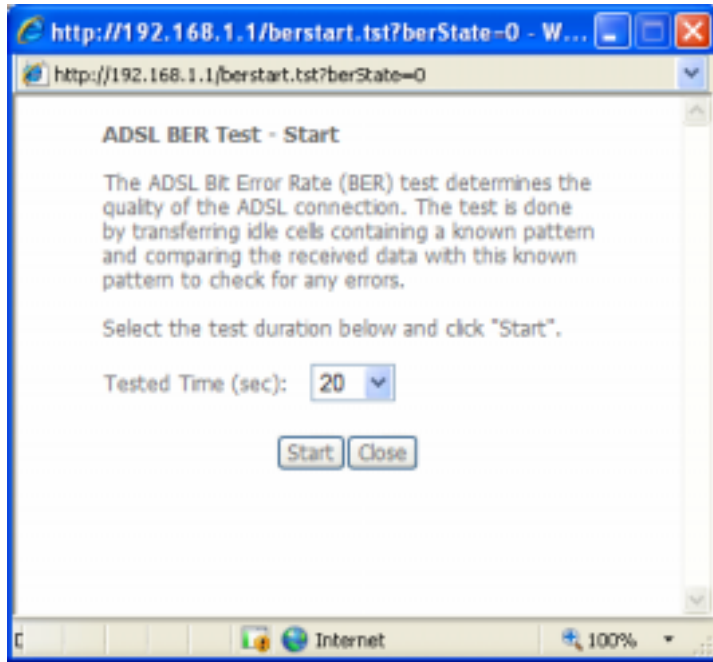 http://192.168.1.1/berstart.tst?berState=0 - W...
http://192.168.1.1/berstart.tst?berState=0
ADSL BER Test - Start
The ADSL Bit Error Rate (BER) test determines the
quality of the ADSL connection. The test is done
by transferring idle cells containing a known pattern
and comparing the received data with this known
pattern to check for any errors.
Select the test duration below and click "Start".
Tested Time (sec): 20
Start Close
Internet 100%